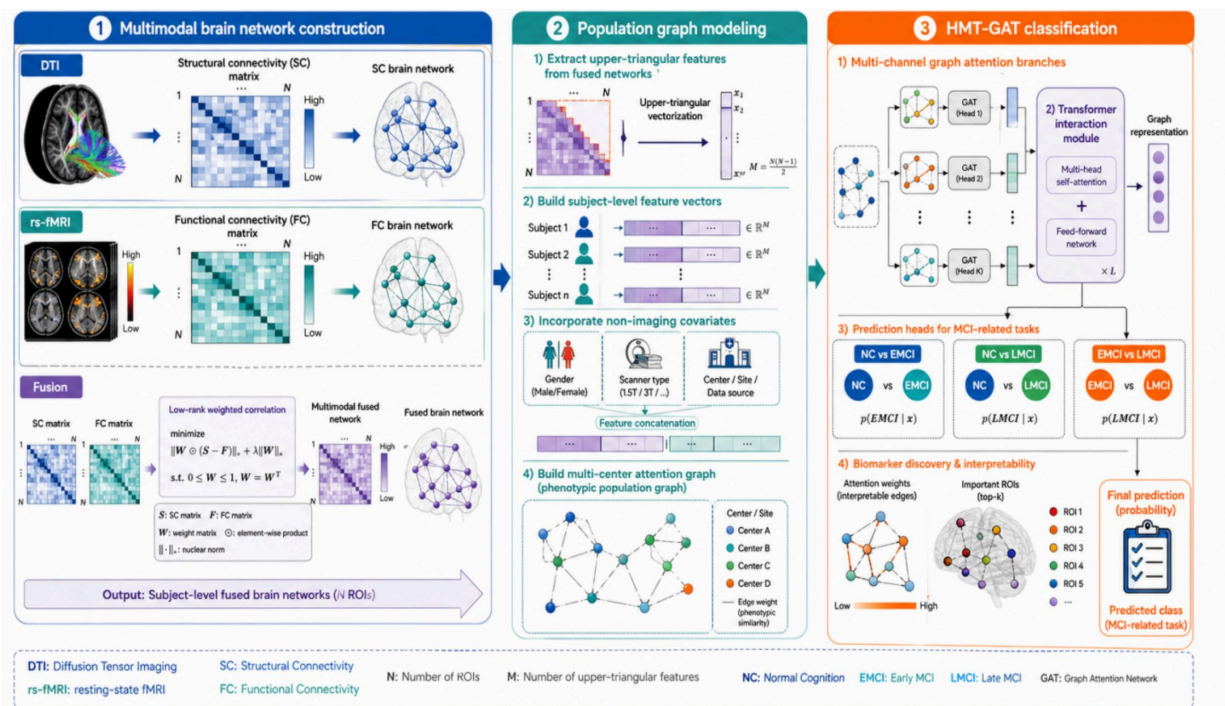 1 Multimodal brain network construction
DTI
Structural connectivity (SC)
matrix
1 ... N
⋮
N
High
Low
SC brain network
rs-fMRI
High
Low
Functional connectivity (FC)
matrix
1 ... N
⋮
N
High
Low
FC brain network
Fusion
SC matrix
1 ... N
⋮
N
FC matrix
1 ... N
⋮
N
Low-rank weighted correlation
minimize
‖W ⊙ (S − F)‖* + λ‖W‖*
s.t. 0 ≤ W ≤ 1, W = W^T
S: SC matrix F: FC matrix
W: weight matrix ⊙: element-wise product
‖·‖*: nuclear norm
Multimodal fused
network
1 ... N
⋮
N
High
Low
Fused brain network
Output: Subject-level fused brain networks (N ROIs)
2 Population graph modeling
1) Extract upper-triangular features
from fused networks
1 ... N
⋮
N
Upper-triangular
vectorization
x1
x2
⋮
xM
M = N(N−1)/2
2) Build subject-level feature vectors
Subject 1 ... ... ∈ ℝ^M
Subject 2 ... ... ∈ ℝ^M
⋮ ⋮
Subject n ... ... ∈ ℝ^M
3) Incorporate non-imaging covariates
Gender
(Male/Female)
Scanner type
(1.5T / 3T / ...)
Center / Site /
Data source
Feature concatenation
... ... ... ...
4) Build multi-center attention graph
(phenotypic population graph)
Center / Site
Center A
Center B
Center C
Center D
Edge weight
(phenotypic
similarity)
3 HMT-GAT classification
1) Multi-channel graph attention branches
GAT
(Head 1)
GAT
(Head 2)
⋮ ⋮ ⋮
GAT
(Head K)
2) Transformer
interaction
module
Multi-head
self-attention
+
Feed-forward
network
× L
Graph
representation
3) Prediction heads for MCI-related tasks
NC vs EMCI
NC vs EMCI
p(EMCI | x)
NC vs LMCI
NC vs LMCI
p(LMCI | x)
EMCI vs LMCI
EMCI vs LMCI
p(LMCI | x)
4) Biomarker discovery & interpretability
Attention weights
(interpretable edges)
Low High
Important ROIs
(top-k)
ROI 1
ROI 2
ROI 3
ROI 4
ROI 5
...
Final prediction
(probability)
Predicted class
(MCI-related task)
DTI: Diffusion Tensor Imaging
rs-fMRI: resting-state fMRI
SC: Structural Connectivity
FC: Functional Connectivity
N: Number of ROIs
M: Number of upper-triangular features
NC: Normal Cognition
EMCI: Early MCI
LMCI: Late MCI
GAT: Graph Attention Network